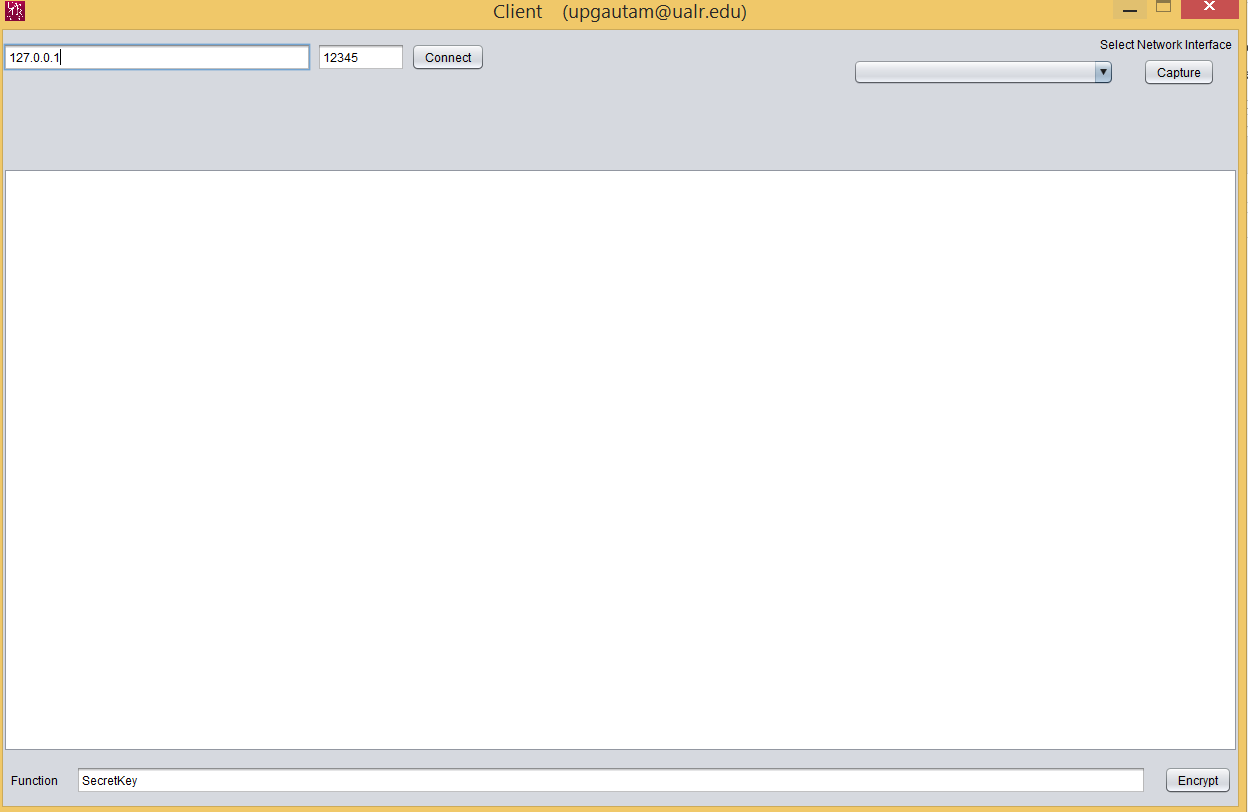 Client (upgautam@ualr.edu)
127.0.0.1 12345 Connect
Select Network Interface
Capture
Function SecretKey Encrypt